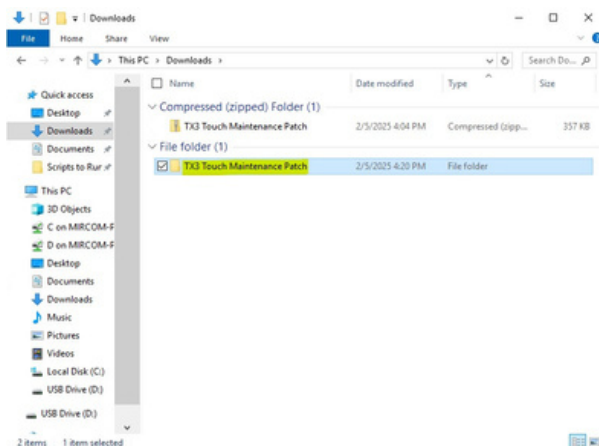 Downloads
File Home Share View
This PC > Downloads >
Search Do...
Name Date modified Type Size
Quick access
Desktop
Downloads
Documents
Scripts to Rur
This PC
3D Objects
C on MIRCOM-F
D on MIRCOM-F
Desktop
Documents
Downloads
Music
Pictures
Videos
Local Disk (C:)
USB Drive (D:)
USB Drive (D:)
Compressed (zipped) Folder (1)
TX3 Touch Maintenance Patch 2/5/2025 4:04 PM Compressed (zipp... 357 KB
File folder (1)
TX3 Touch Maintenance Patch 2/5/2025 4:20 PM File folder
2 items 1 item selected